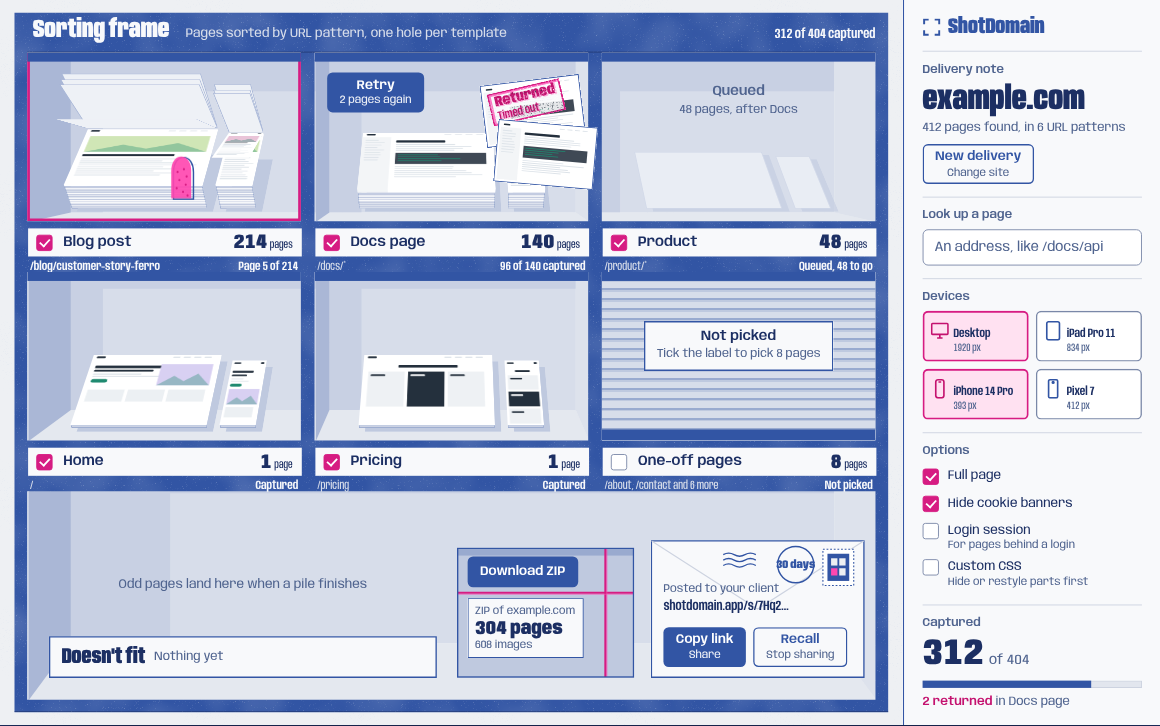 Sorting frame
Pages sorted by URL pattern, one hole per template
312 of 404 captured
Retry
2 pages again
Returned
Timed out
Queued
48 pages, after Docs
Blog post
214 pages
/blog/customer-story-ferro
Page 5 of 214
Docs page
140 pages
/docs/*
96 of 140 captured
Product
48 pages
/product/*
Queued, 48 to go
Not picked
Tick the label to pick 8 pages
Home
1 page
/
Captured
Pricing
1 page
/pricing
Captured
One-off pages
8 pages
/about, /contact and 6 more
Not picked
Odd pages land here when a pile finishes
Doesn't fit
Nothing yet
Download ZIP
ZIP of example.com
304 pages
608 images
30 days
Posted to your client
shotdomain.app/s/7Hq2...
Copy link
Share
Recall
Stop sharing
ShotDomain
Delivery note
example.com
412 pages found, in 6 URL patterns
New delivery
Change site
Look up a page
An address, like /docs/api
Devices
Desktop
1920 px
iPad Pro 11
834 px
iPhone 14 Pro
393 px
Pixel 7
412 px
Options
Full page
Hide cookie banners
Login session
For pages behind a login
Custom CSS
Hide or restyle parts first
Captured
312 of 404
2 returned in Docs page